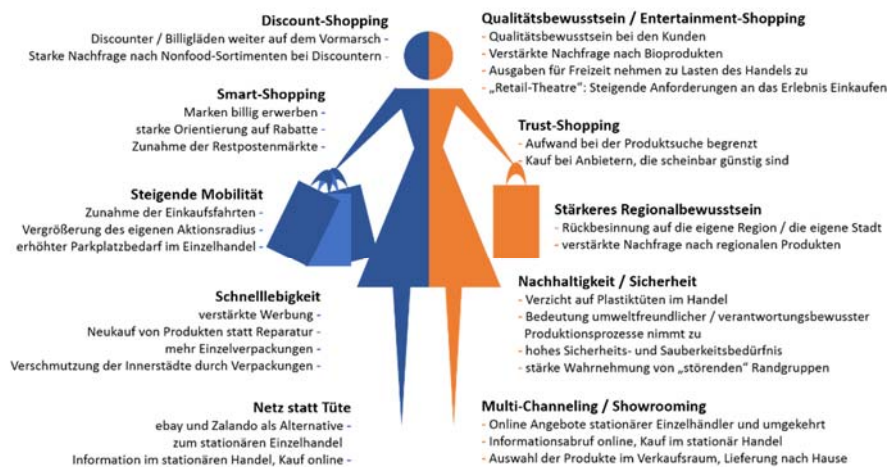 Discount-Shopping
Discounter / Billigläden weiter auf dem Vormarsch -
Starke Nachfrage nach Nonfood-Sortimenten bei Discountern -
Smart-Shopping
Marken billig erwerben -
starke Orientierung auf Rabatte -
Zunahme der Restpostenmärkte -
Steigende Mobilität
Zunahme der Einkaufsfahrten -
Vergrößerung des eigenen Aktionsradius -
erhöhter Parkplatzbedarf im Einzelhandel -
Schnelllebigkeit
verstärkte Werbung -
Neukauf von Produkten statt Reparatur -
mehr Einzelverpackungen -
Verschmutzung der Innerstädte durch Verpackungen -
Netz statt Tüte
ebay und Zalando als Alternative -
zum stationären Einzelhandel
Information im stationären Handel, Kauf online -
Qualitätsbewusstsein / Entertainment-Shopping
- Qualitätsbewusstsein bei den Kunden
- Verstärkte Nachfrage nach Bioprodukten
- Ausgaben für Freizeit nehmen zu Lasten des Handels zu
- „Retail-Theatre“: Steigende Anforderungen an das Erlebnis Einkaufen
Trust-Shopping
- Aufwand bei der Produktsuche begrenzt
- Kauf bei Anbietern, die scheinbar günstig sind
Stärkeres Regionalbewusstsein
- Rückbesinnung auf die eigene Region / die eigene Stadt
- verstärkte Nachfrage nach regionalen Produkten
Nachhaltigkeit / Sicherheit
- Verzicht auf Plastiktüten im Handel
- Bedeutung umweltfreundlicher / verantwortungsbewusster
Produktionsprozesse nimmt zu
- hohes Sicherheits- und Sauberkeitsbedürfnis
- stärke Wahrnehmung von „störenden“ Randgruppen
Multi-Channeling / Showrooming
- Online Angebote stationärer Einzelhändler und umgekehrt
- Informationsabruf online, Kauf im stationär Handel
- Auswahl der Produkte im Verkaufsraum, Lieferung nach Hause